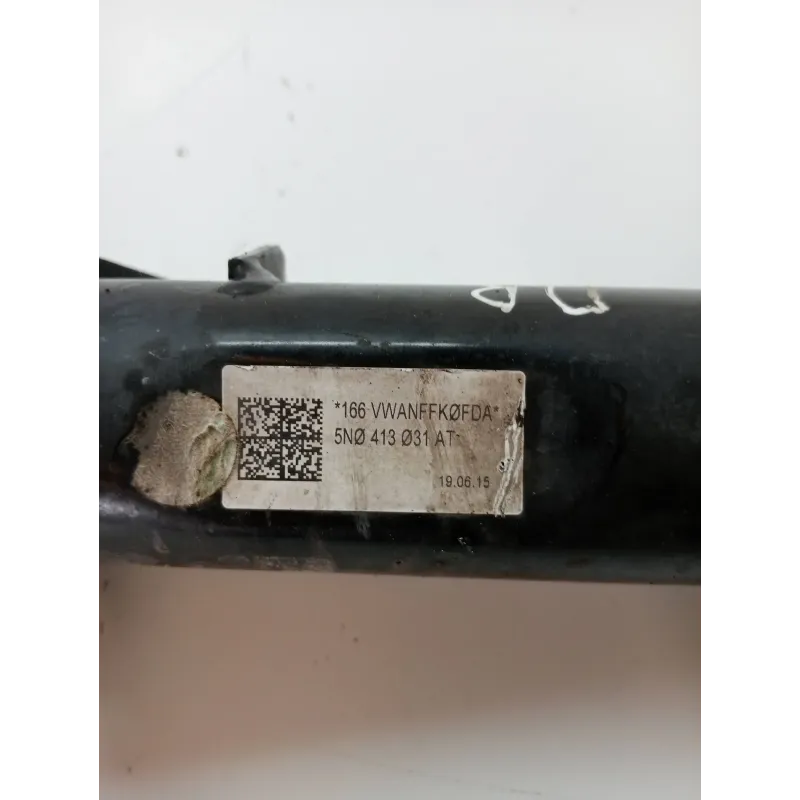 *166 VWANFFKØFDA*
5NØ 413 Ø31 AT
19.06.15